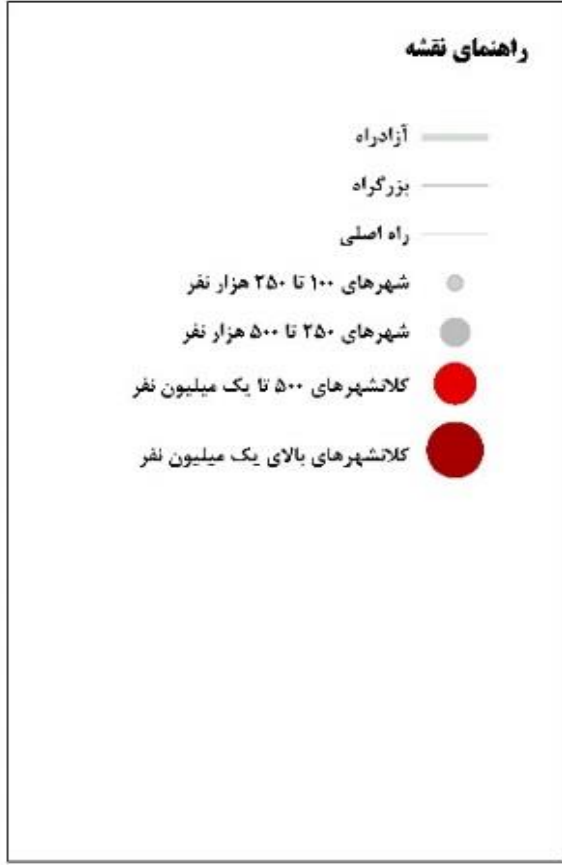 راهنمای نقشه
آزادراه
بزرگراه
راه اصلی
شهرهای ۱۰۰ تا ۲۵۰ هزار نفر
شهرهای ۲۵۰ تا ۵۰۰ هزار نفر
کلانشهرهای ۵۰۰ تا یک میلیون نفر
کلانشهرهای بالای یک میلیون نفر